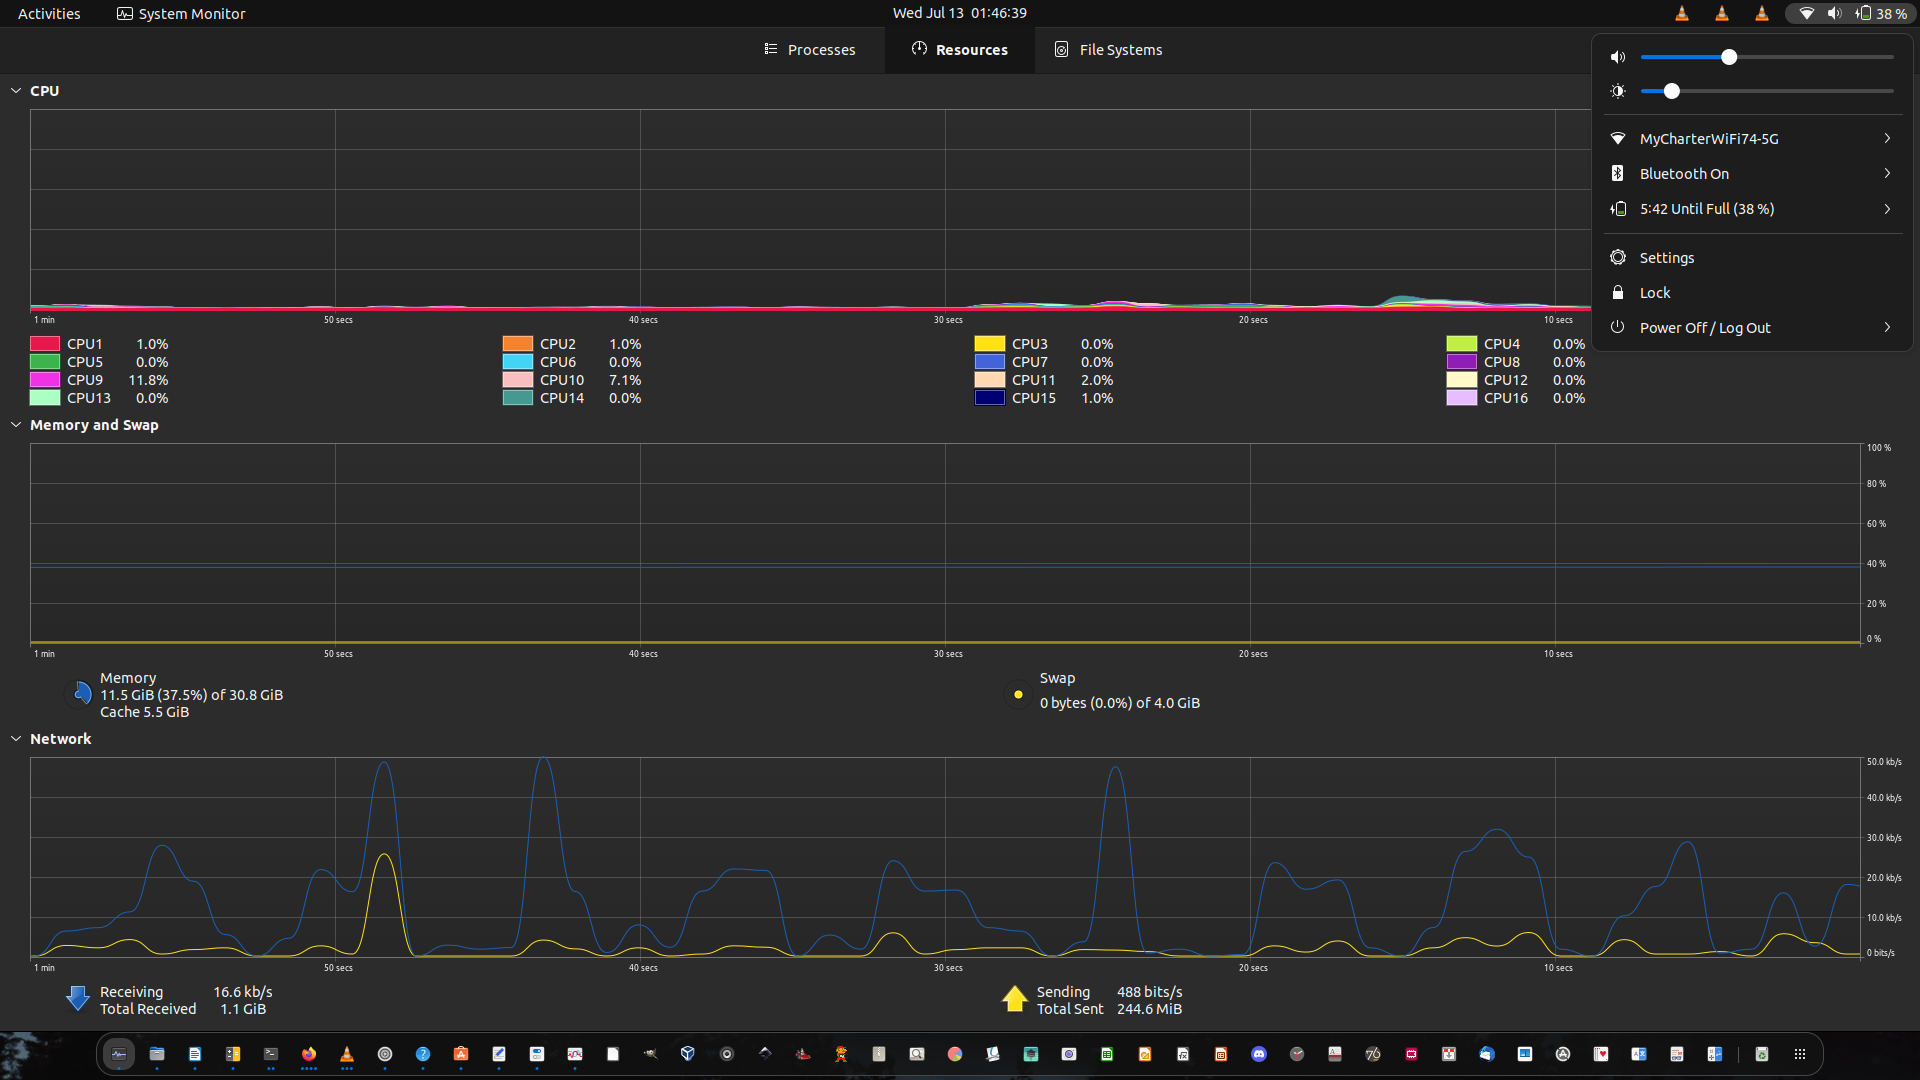 Activities
System Monitor
Wed Jul 13 01:46:39
38 %
Processes
Resources
File Systems
MyCharterWiFi74-5G
Bluetooth On
5:42 Until Full (38 %)
Settings
Lock
Power Off / Log Out
CPU
1 min 50 secs 40 secs 30 secs 20 secs 10 secs
CPU1 1.0% CPU2 1.0% CPU3 0.0% CPU4 0.0%
CPU5 0.0% CPU6 0.0% CPU7 0.0% CPU8 0.0%
CPU9 11.8% CPU10 7.1% CPU11 2.0% CPU12 0.0%
CPU13 0.0% CPU14 0.0% CPU15 1.0% CPU16 0.0%
Memory and Swap
100 %
80 %
60 %
40 %
20 %
0 %
1 min 50 secs 40 secs 30 secs 20 secs 10 secs
Memory
11.5 GiB (37.5%) of 30.8 GiB
Cache 5.5 GiB
Swap
0 bytes (0.0%) of 4.0 GiB
Network
50.0 kb/s
40.0 kb/s
30.0 kb/s
20.0 kb/s
10.0 kb/s
0 bits/s
1 min 50 secs 40 secs 30 secs 20 secs 10 secs
Receiving 16.6 kb/s
Total Received 1.1 GiB
Sending 488 bits/s
Total Sent 244.6 MiB